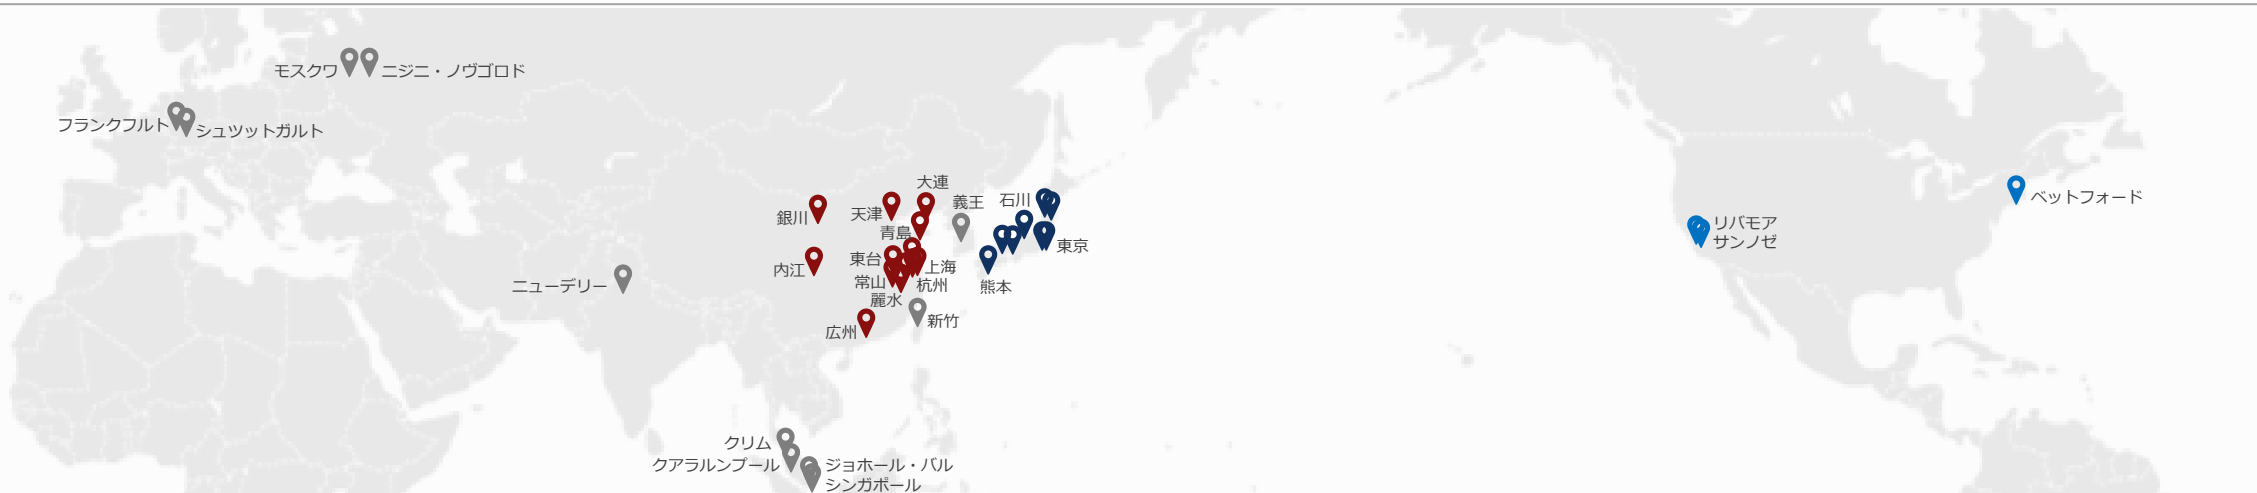 モスクワ
ニジニ・ノヴゴロド
フランクフルト
シュツットガルト
大連
銀川
天津
義王
石川
ベットフォード
リバモア
青島
サンノゼ
東京
東台
内江
上海
常山
杭州
ニューデリー
熊本
麗水
新竹
広州
クリム
クアラルンプール
ジョホール・バル
シンガポール